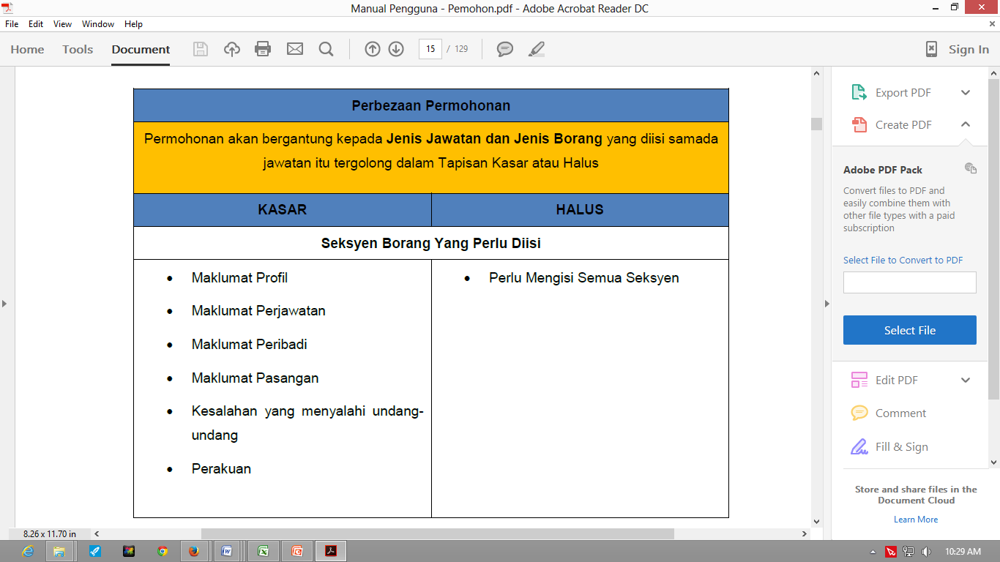 Manual Pengguna - Pemohon.pdf - Adobe Acrobat Reader DC
File Edit View Window Help
Home Tools Document 15 / 129 Sign In
Perbezaan Permohonan
Permohonan akan bergantung kepada Jenis Jawatan dan Jenis Borang yang diisi samada
jawatan itu tergolong dalam Tapisan Kasar atau Halus
KASAR HALUS
Seksyen Borang Yang Perlu Diisi
• Maklumat Profil
• Maklumat Perjawatan
• Maklumat Peribadi
• Maklumat Pasangan
• Kesalahan yang menyalahi undang-
undang
• Perakuan
• Perlu Mengisi Semua Seksyen
Export PDF
Create PDF
Adobe PDF Pack
Convert files to PDF and
easily combine them with
other file types with a paid
subscription
Select File to Convert to PDF
Select File
Edit PDF
Comment
Fill & Sign
Store and share files in the
Document Cloud
Learn More
8.26 x 11.70 in
10:29 AM